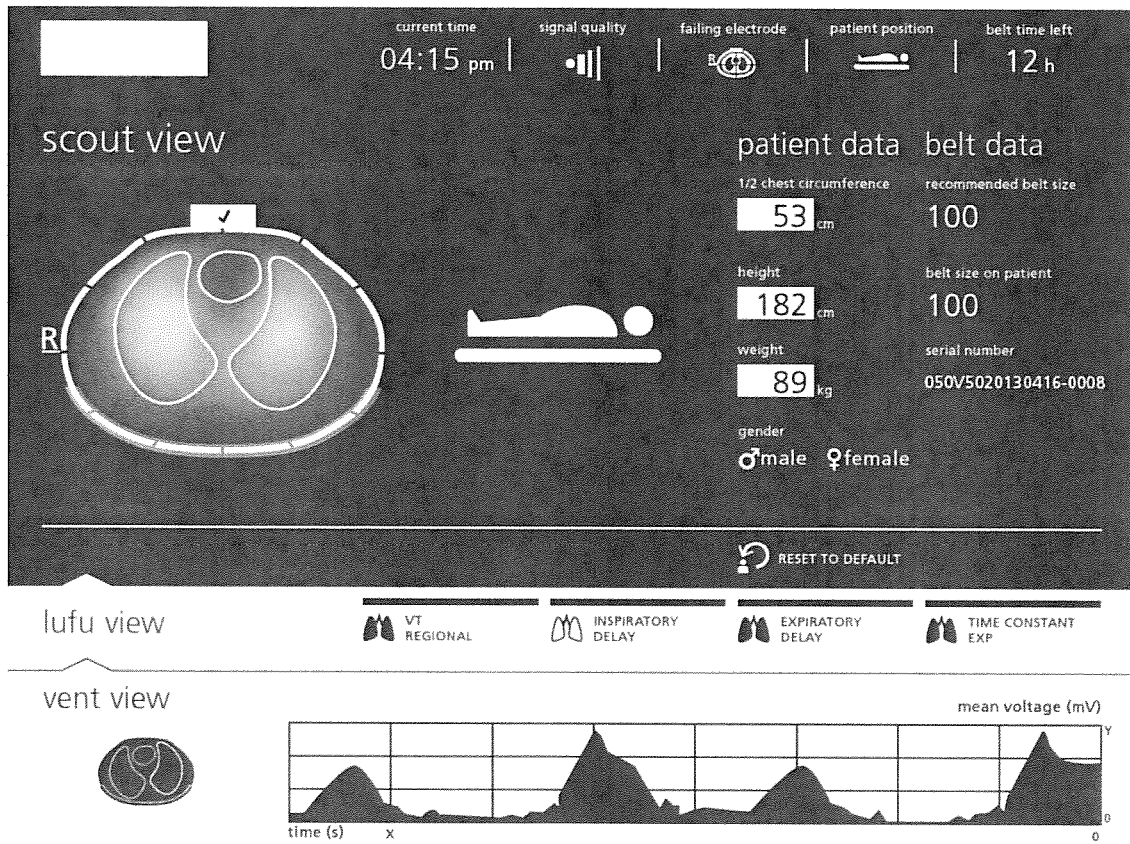 current time
04:15 pm
signal quality
failing electrode
R
patient position
belt time left
12 h
scout view
R
patient data
1/2 chest circumference
53 cm
height
182 cm
weight
89 kg
gender
♂male ♀female
belt data
recommended belt size
100
belt size on patient
100
serial number
050V5020130416-0008
RESET TO DEFAULT
lufu view
VT
REGIONAL
INSPIRATORY
DELAY
EXPIRATORY
DELAY
TIME CONSTANT
EXP
vent view
mean voltage (mV)
Y
0
time (s)
x
0